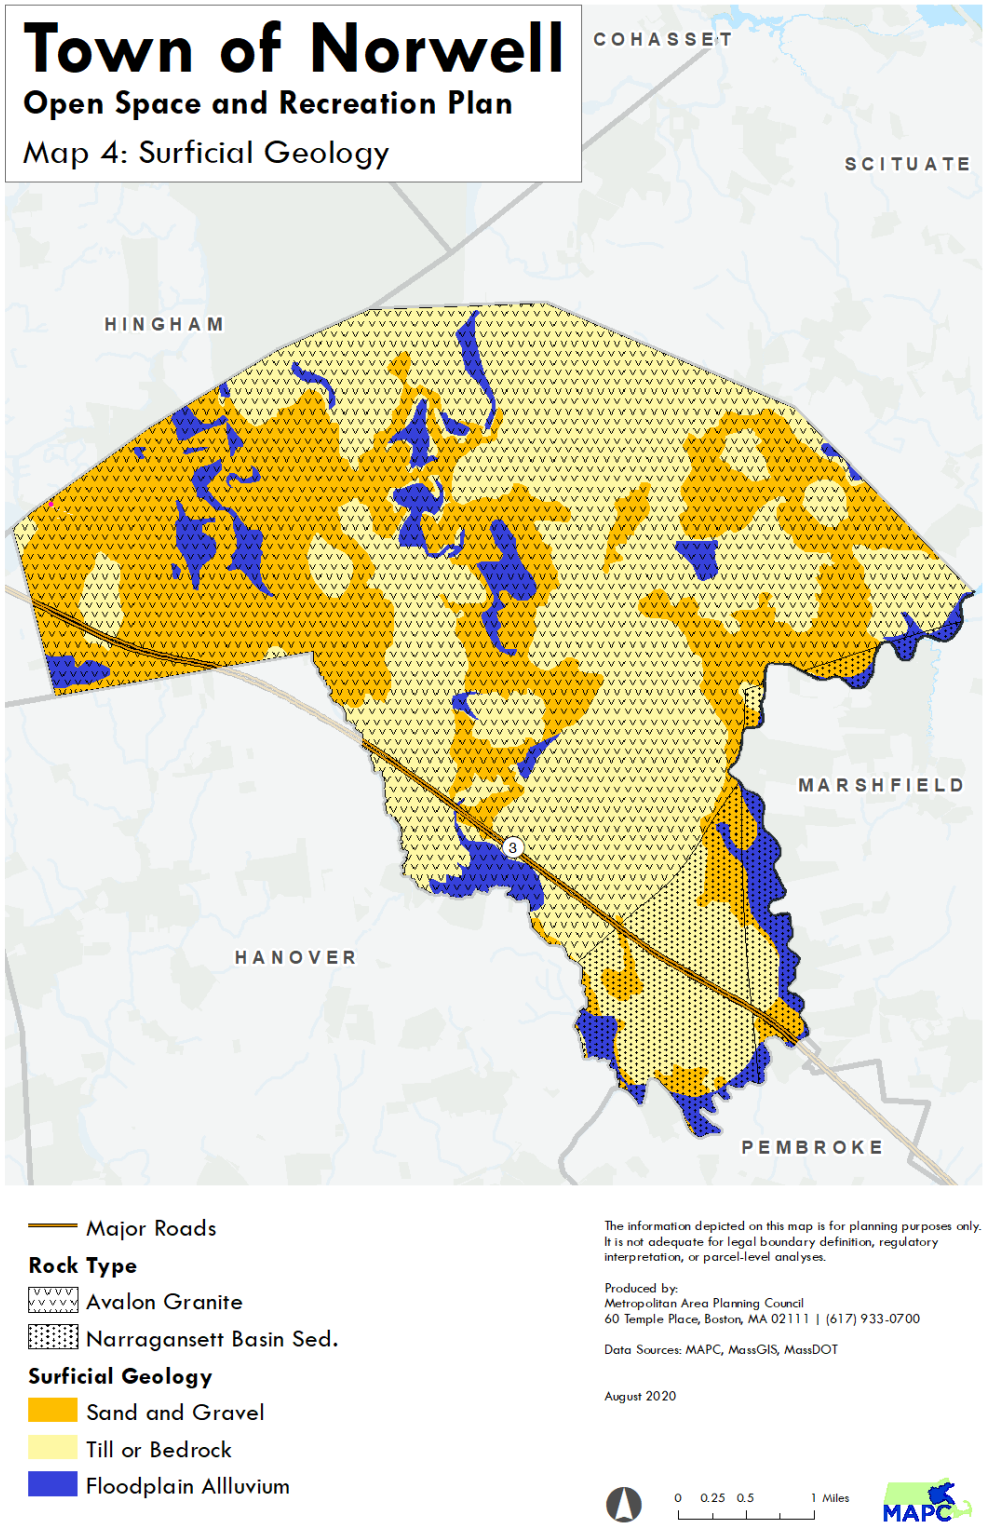 Town of Norwell
Open Space and Recreation Plan
Map 4: Surficial Geology
COHASSET
SCITUATE
HINGHAM
MARSHFIELD
3
HANOVER
PEMBROKE
Major Roads
Rock Type
Avalon Granite
Narragansett Basin Sed.
Surficial Geology
Sand and Gravel
Till or Bedrock
Floodplain Allluvium
The information depicted on this map is for planning purposes only.
It is not adequate for legal boundary definition, regulatory
interpretation, or parcel-level analyses.
Produced by:
Metropolitan Area Planning Council
60 Temple Place, Boston, MA 02111 | (617) 933-0700
Data Sources: MAPC, MassGIS, MassDOT
August 2020
0 0.25 0.5 1 Miles
MAPC